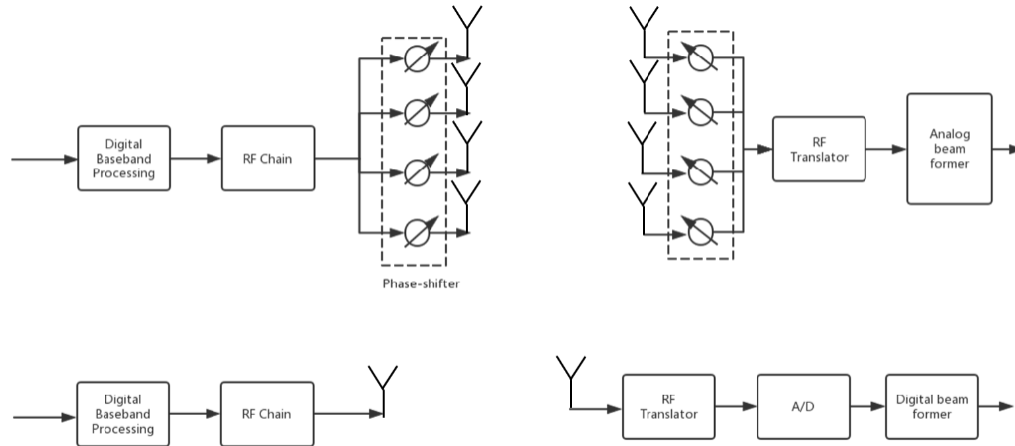 Digital
Baseband
Processing
RF Chain
Phase-shifter
RF
Translator
Analog
beam
former
Digital
Baseband
Processing
RF Chain
RF
Translator
A/D
Digital beam
former